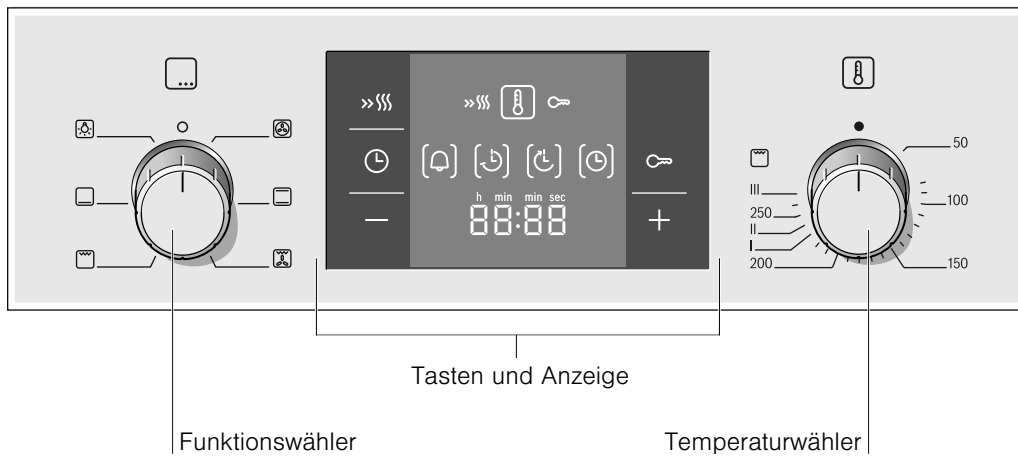 h min min sec
88:88
50
100
150
200
I
II
250
III
Tasten und Anzeige
Funktionswähler
Temperaturwähler